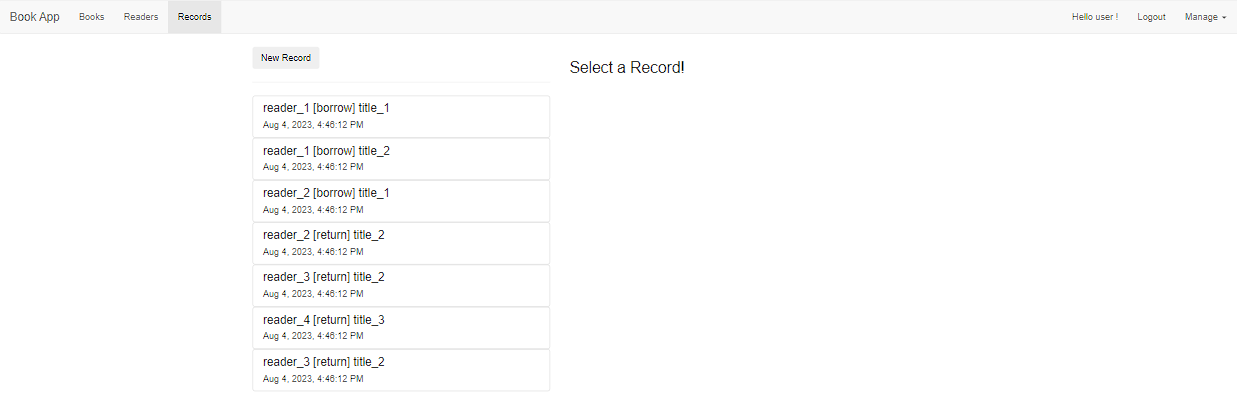 Book App Books Readers Records Hello user ! Logout Manage
New Record
Select a Record!
reader_1 [borrow] title_1
Aug 4, 2023, 4:46:12 PM
reader_1 [borrow] title_2
Aug 4, 2023, 4:46:12 PM
reader_2 [borrow] title_1
Aug 4, 2023, 4:46:12 PM
reader_2 [return] title_2
Aug 4, 2023, 4:46:12 PM
reader_3 [return] title_2
Aug 4, 2023, 4:46:12 PM
reader_4 [return] title_3
Aug 4, 2023, 4:46:12 PM
reader_3 [return] title_2
Aug 4, 2023, 4:46:12 PM